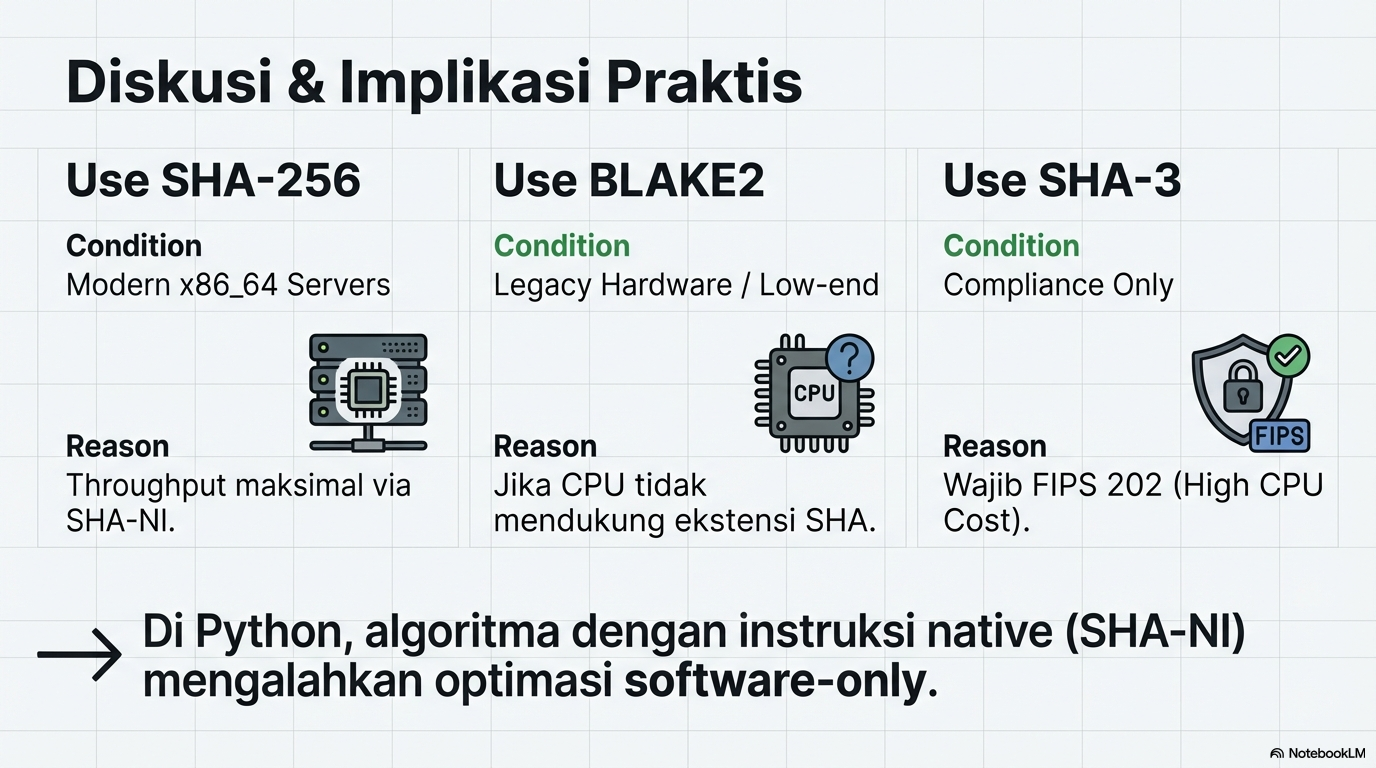 Diskusi & Implikasi Praktis
Use SHA-256
Condition
Modern x86_64 Servers
Reason
Throughput maksimal via
SHA-NI.
Use BLAKE2
Condition
Legacy Hardware / Low-end
CPU
?
Reason
Jika CPU tidak
mendukung ekstensi SHA.
Use SHA-3
Condition
Compliance Only
FIPS
Reason
Wajib FIPS 202 (High CPU
Cost).
Di Python, algoritma dengan instruksi native (SHA-NI)
mengalahkan optimasi software-only.
NotebookLM